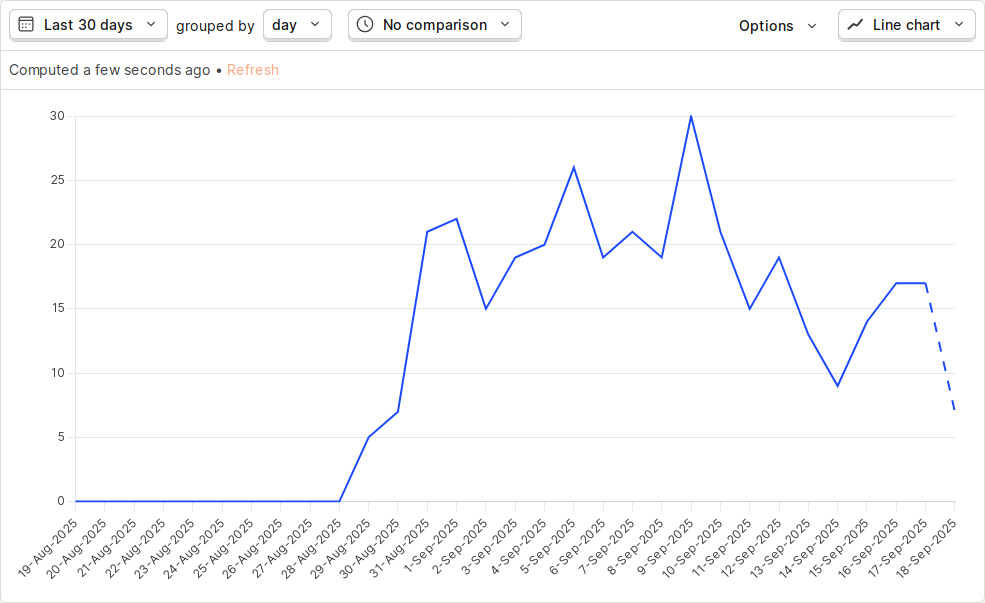 Last 30 days grouped by day No comparison Options Line chart
Computed a few seconds ago • Refresh
30
25
20
15
10
5
0
19-Aug-2025
20-Aug-2025
21-Aug-2025
22-Aug-2025
23-Aug-2025
24-Aug-2025
25-Aug-2025
26-Aug-2025
27-Aug-2025
28-Aug-2025
29-Aug-2025
30-Aug-2025
31-Aug-2025
1-Sep-2025
2-Sep-2025
3-Sep-2025
4-Sep-2025
5-Sep-2025
6-Sep-2025
7-Sep-2025
8-Sep-2025
9-Sep-2025
10-Sep-2025
11-Sep-2025
12-Sep-2025
13-Sep-2025
14-Sep-2025
15-Sep-2025
16-Sep-2025
17-Sep-2025
18-Sep-2025